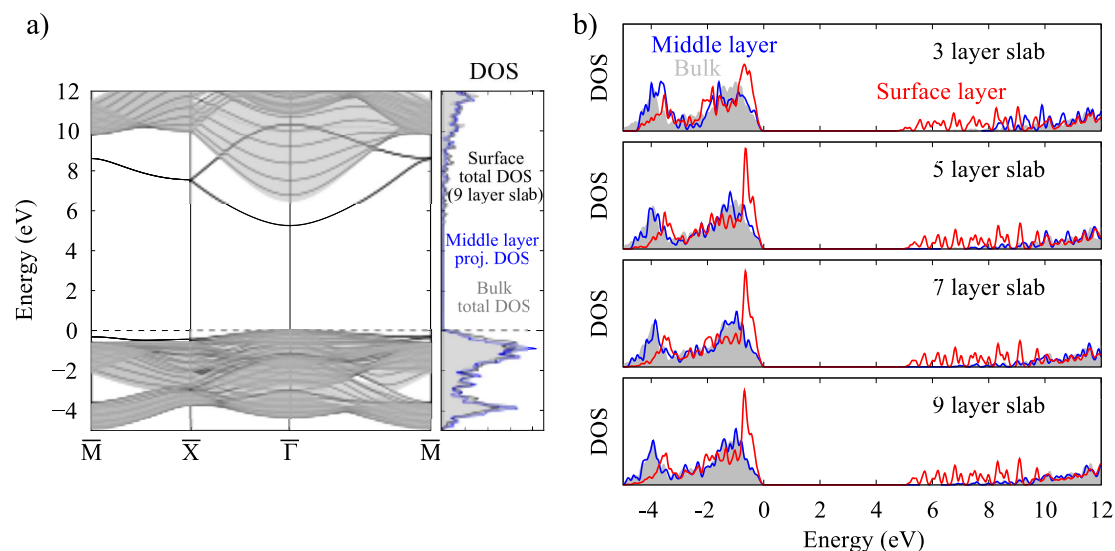 a)
DOS
Energy (eV)
12
10
8
6
4
2
0
−2
−4
M̅
X̅
Γ̅
M̅
Surface
total DOS
(9 layer slab)
Middle layer
proj. DOS
Bulk
total DOS
b)
DOS
Middle layer
Bulk
3 layer slab
Surface layer
DOS
5 layer slab
DOS
7 layer slab
DOS
9 layer slab
-4 -2 0 2 4 6 8 10 12
Energy (eV)